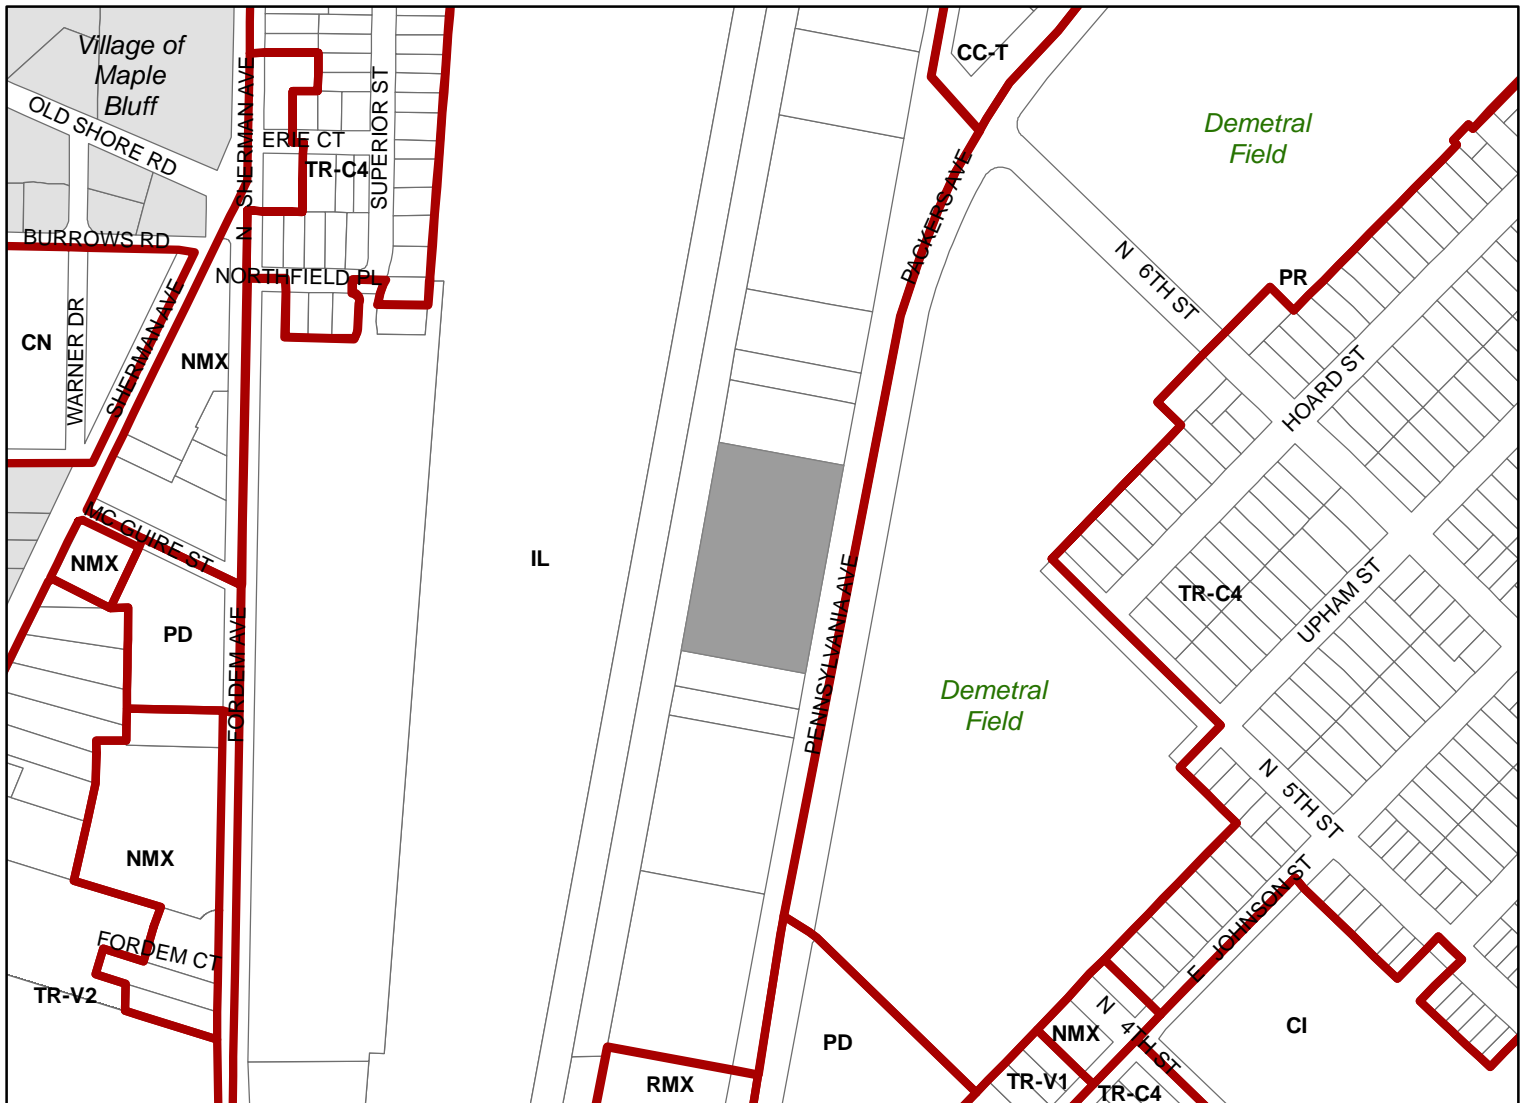 Village of
Maple
Bluff
OLD SHORE RD
BURROWS RD
N SHERMAN AVE
ERIE CT
TR-C4
SUPERIOR ST
NORTHFIELD PL
CN
WARNER DR
SHERMAN AVE
NMX
MC GUIRE ST
NMX
PD
FORDEM AVE
NMX
FORDEM CT
TR-V2
IL
CC-T
PACKERS AVE
Demetral
Field
N 6TH ST
PR
HOARD ST
TR-C4
UPHAM ST
PENNSYLVANIA AVE
Demetral
Field
N 5TH ST
E JOHNSON ST
N 4TH ST
NMX
CI
PD
RMX
TR-V1
TR-C4